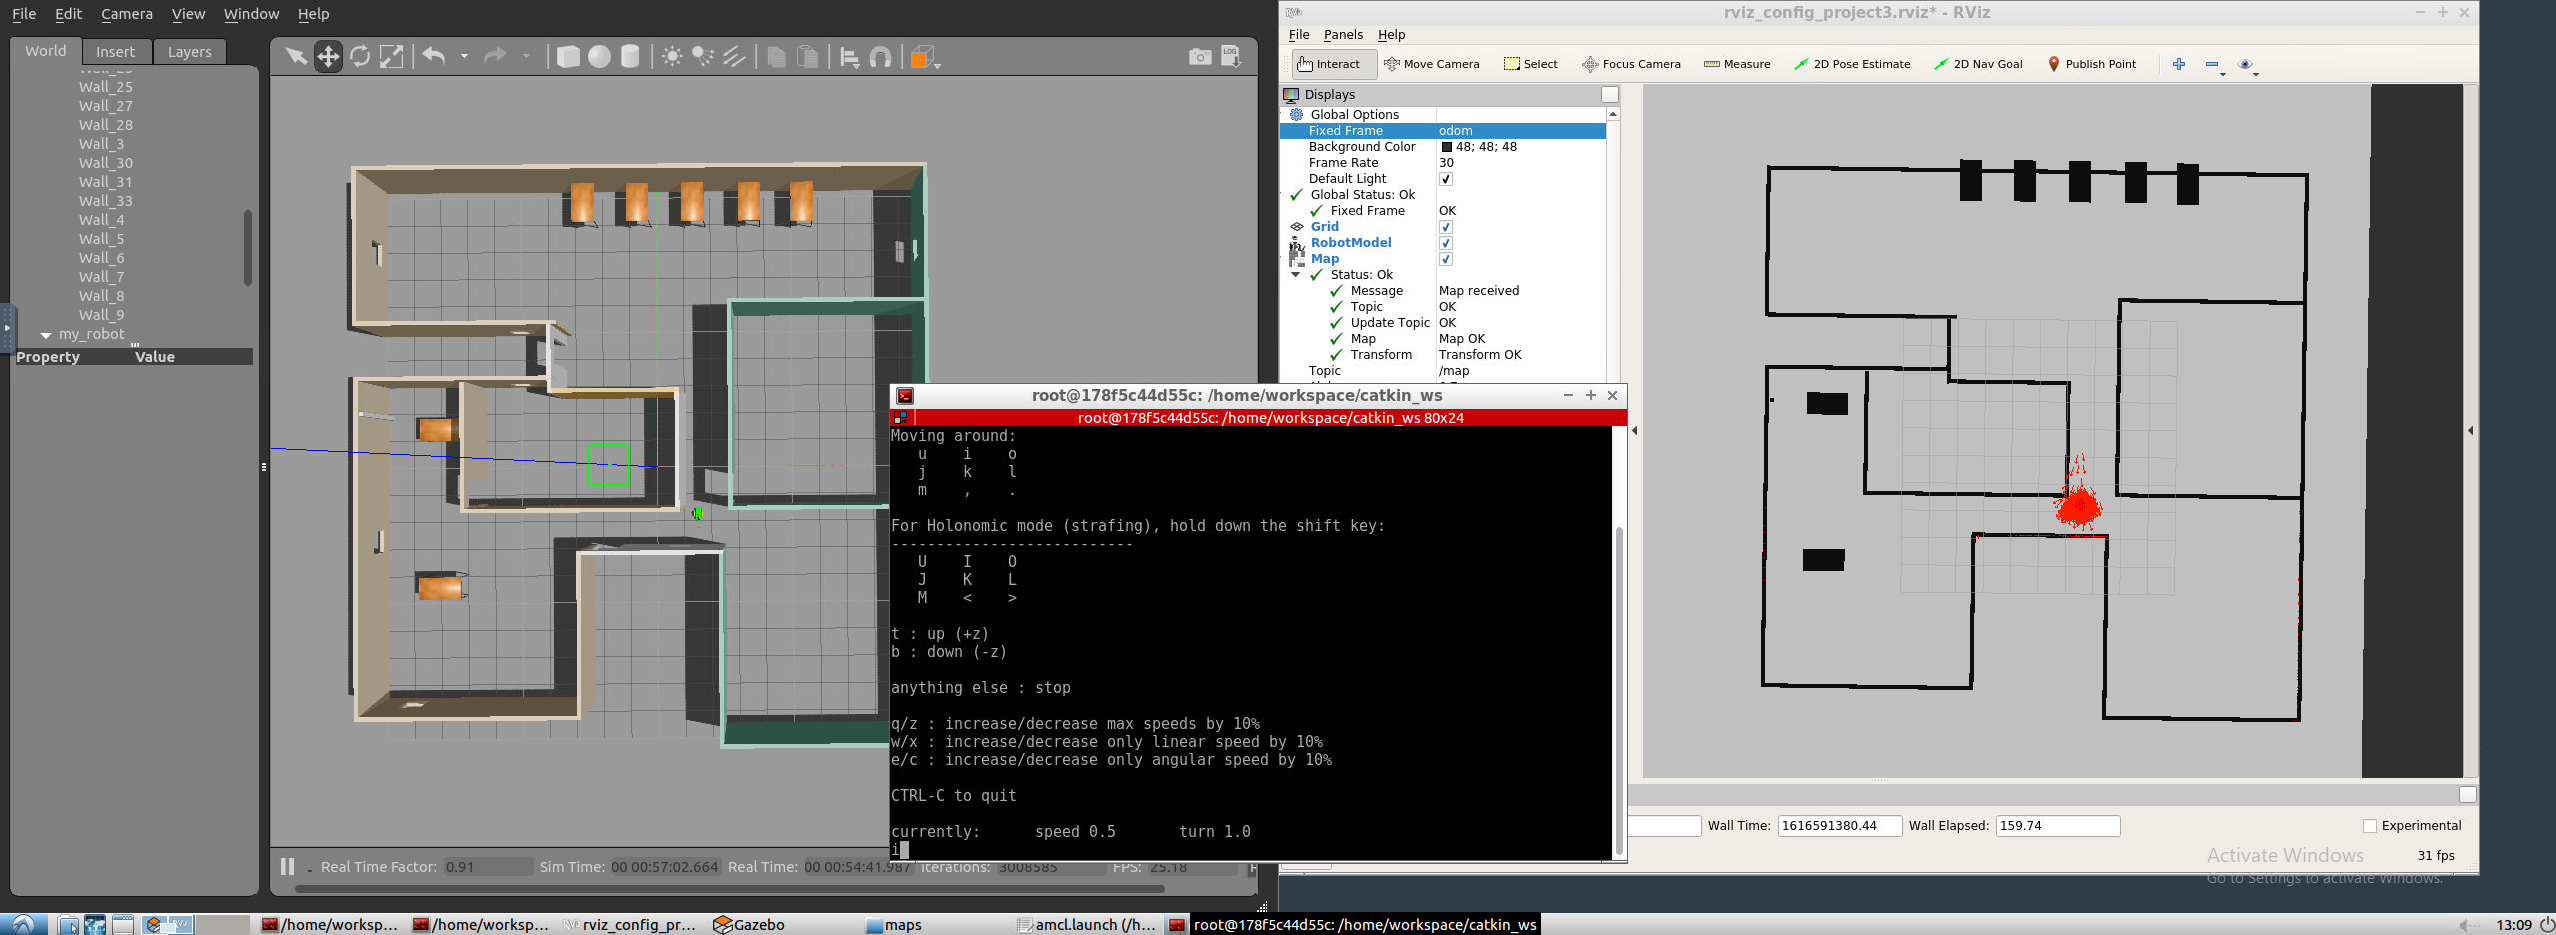 File Edit Camera View Window Help
World Insert Layers
Wall_25
Wall_27
Wall_28
Wall_3
Wall_30
Wall_31
Wall_33
Wall_4
Wall_5
Wall_6
Wall_7
Wall_8
Wall_9
my_robot
Property Value
LOG
Real Time Factor: 0.91 Sim Time: 00 00:57:02.664 Real Time: 00 00:54:41.987 Iterations: 3008585 FPS: 25.18
rviz_config_project3.rviz* - RViz
File Panels Help
Interact Move Camera Select Focus Camera Measure 2D Pose Estimate 2D Nav Goal Publish Point
Displays
Global Options
Fixed Frame odom
Background Color 48; 48; 48
Frame Rate 30
Default Light
Global Status: Ok
Fixed Frame OK
Grid
RobotModel
Map
Status: Ok
Message Map received
Topic OK
Update Topic OK
Map Map OK
Transform Transform OK
Topic /map
root@178f5c44d55c: /home/workspace/catkin_ws
root@178f5c44d55c: /home/workspace/catkin_ws 80x24
Moving around:
u i o
j k l
m , .
For Holonomic mode (strafing), hold down the shift key:
---------------------------
U I O
J K L
M < >
t : up (+z)
b : down (-z)
anything else : stop
q/z : increase/decrease max speeds by 10%
w/x : increase/decrease only linear speed by 10%
e/c : increase/decrease only angular speed by 10%
CTRL-C to quit
currently: speed 0.5 turn 1.0
i
Wall Time: 1616591380.44 Wall Elapsed: 159.74 Experimental
31 fps
Activate Windows
Go to Settings to activate Windows.
/home/worksp... /home/worksp... rviz_config_pr... Gazebo maps amcl.launch (/h... root@178f5c44d55c: /home/workspace/catkin_ws 13:09